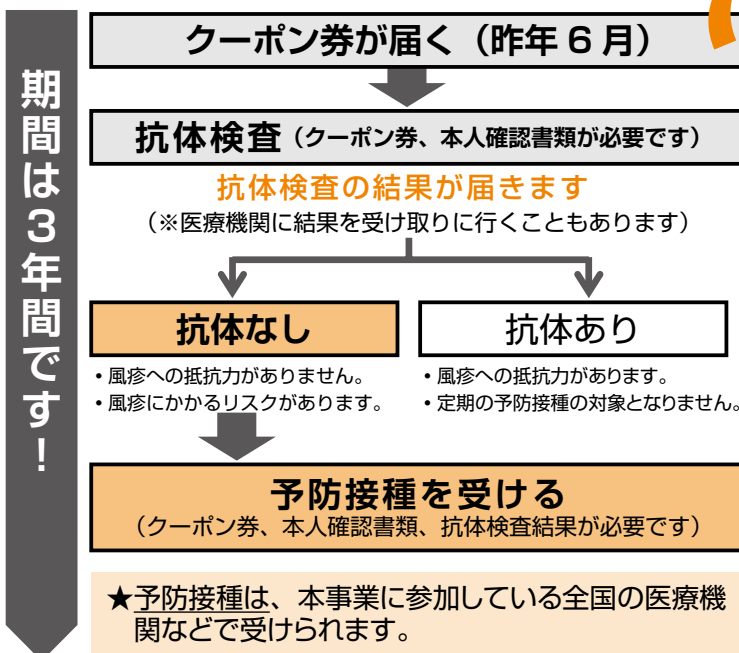 期間は3年間です！
クーポン券が届く（昨年6月）
抗体検査（クーポン券、本人確認書類が必要です）
抗体検査の結果が届きます
（※医療機関に結果を受け取りに行くこともあります）
抗体なし
・風疹への抵抗力がありません。
・風疹にかかるリスクがあります。
抗体あり
・風疹への抵抗力があります。
・定期の予防接種の対象となりません。
予防接種を受ける
（クーポン券、本人確認書類、抗体検査結果が必要です）
★予防接種は、本事業に参加している全国の医療機
関などで受けられます。